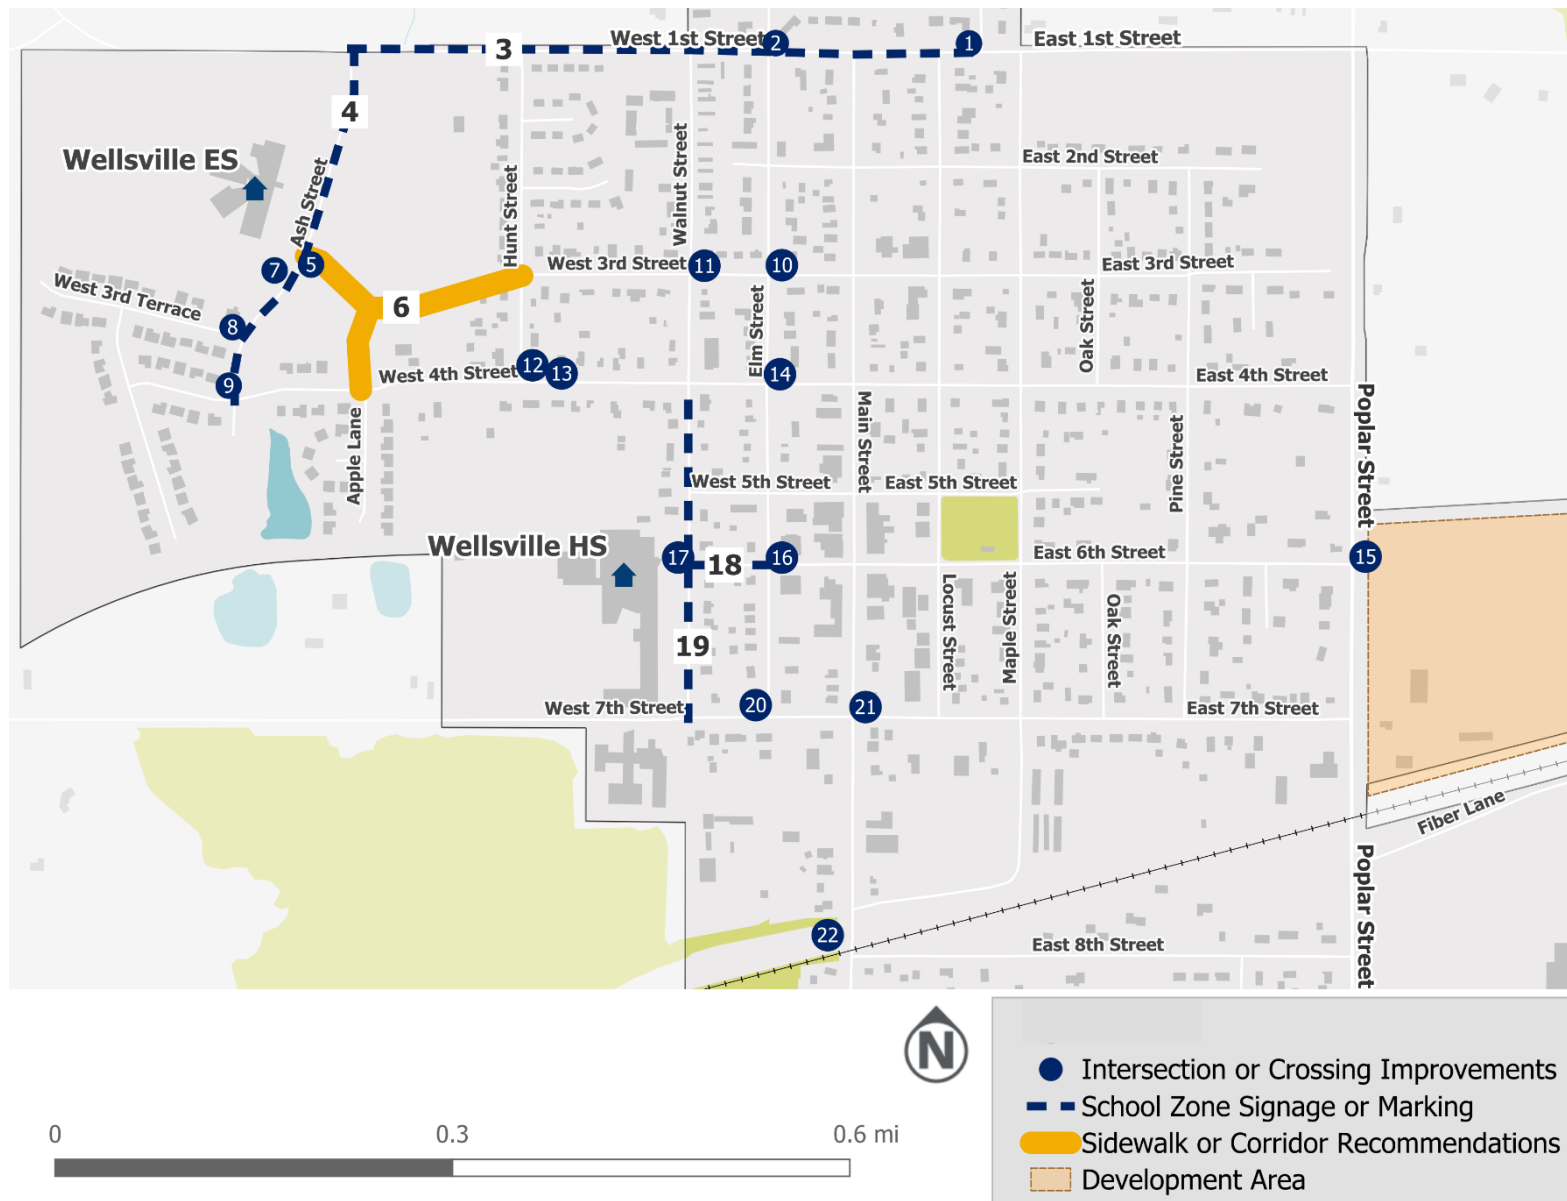 West 1st Street
2
1
East 1st Street
3
4
Wellsville ES
East 2nd Street
Ash Street
Hunt Street
Walnut Street
7
5
West 3rd Street
11
10
East 3rd Street
West 3rd Terrace
6
8
Elm Street
Oak Street
9
West 4th Street
12
13
14
East 4th Street
Apple Lane
Main Street
Pine Street
Poplar Street
West 5th Street
East 5th Street
Wellsville HS
17
18
16
East 6th Street
15
Locust Street
Maple Street
Oak Street
19
West 7th Street
20
21
East 7th Street
Fiber Lane
Poplar Street
22
East 8th Street
N
Intersection or Crossing Improvements
School Zone Signage or Marking
Sidewalk or Corridor Recommendations
Development Area
0
0.3
0.6 mi